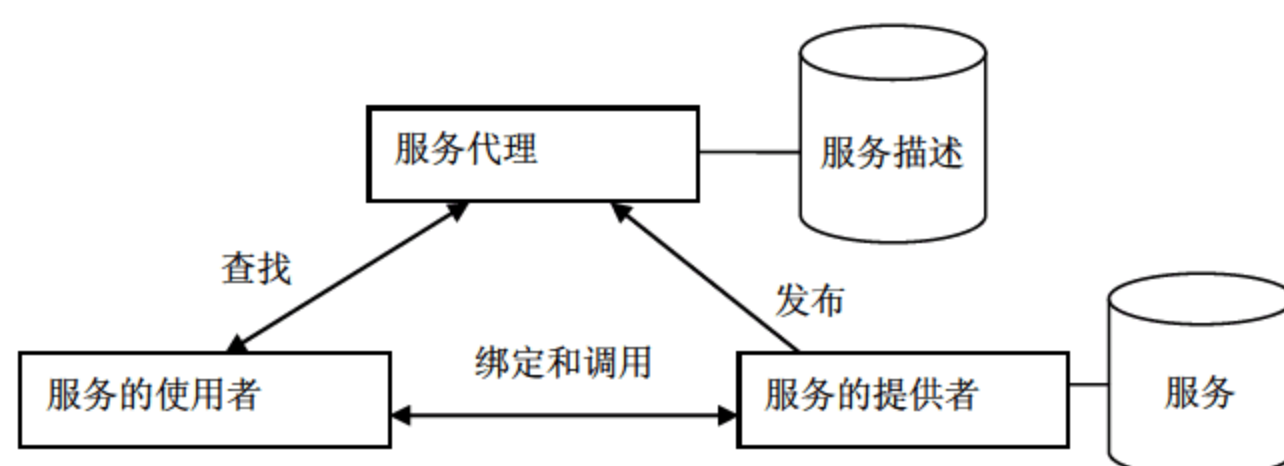 服务代理
服务描述
查找
发布
绑定和调用
服务的使用者
服务的提供者
服务